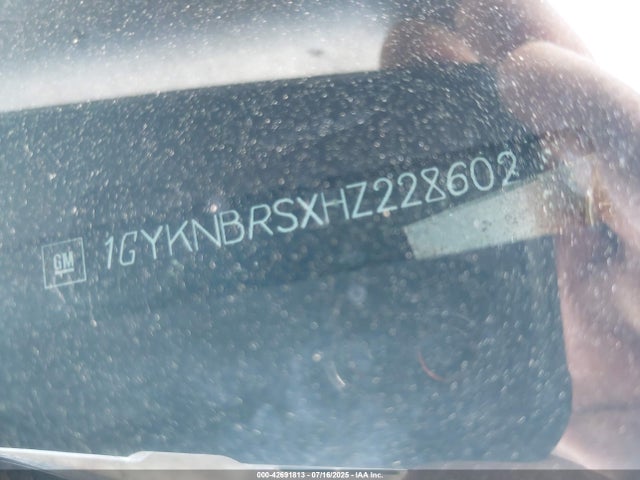 GM 1GYKNBRSXHZ228602
000-42691813 - 07/16/2025 - IAA Inc.